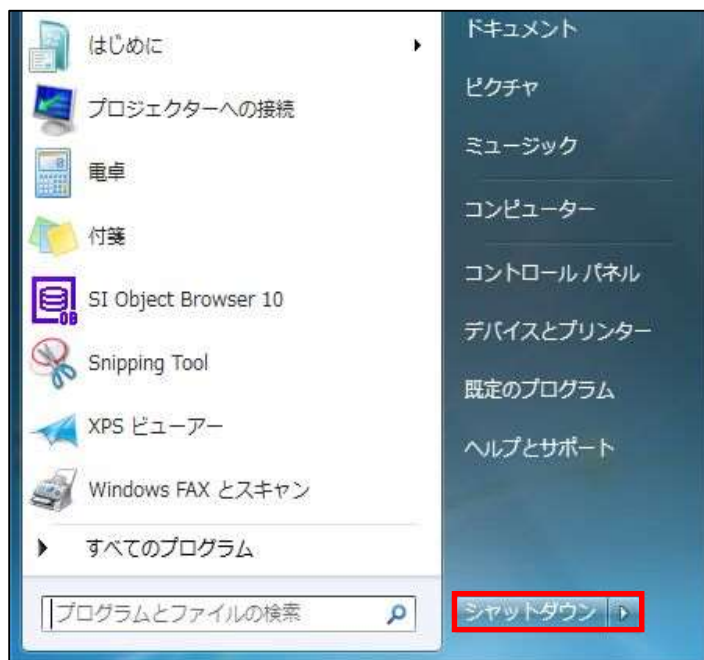 はじめに
プロジェクターへの接続
電卓
付箋
SI Object Browser 10
Snipping Tool
XPS ビューアー
Windows FAX とスキャン
すべてのプログラム
プログラムとファイルの検索
ドキュメント
ピクチャ
ミュージック
コンピューター
コントロール パネル
デバイスとプリンター
既定のプログラム
ヘルプとサポート
シャットダウン